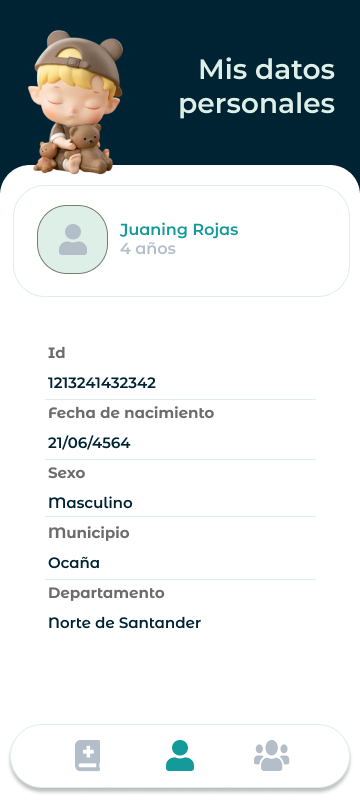 Mis datos
personales
Juaning Rojas
4 años
Id
1213241432342
Fecha de nacimiento
21/06/4564
Sexo
Masculino
Municipio
Ocaña
Departamento
Norte de Santander